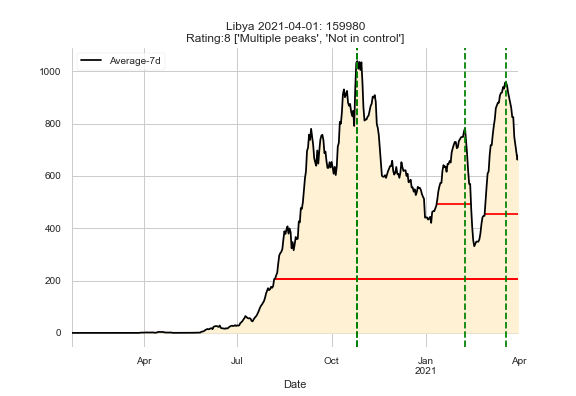 Libya 2021-04-01: 159980
Rating:8 ['Multiple peaks', 'Not in control']
Average-7d
1000
800
600
400
200
0
Apr
Jul
Oct
Jan
2021
Apr
Date